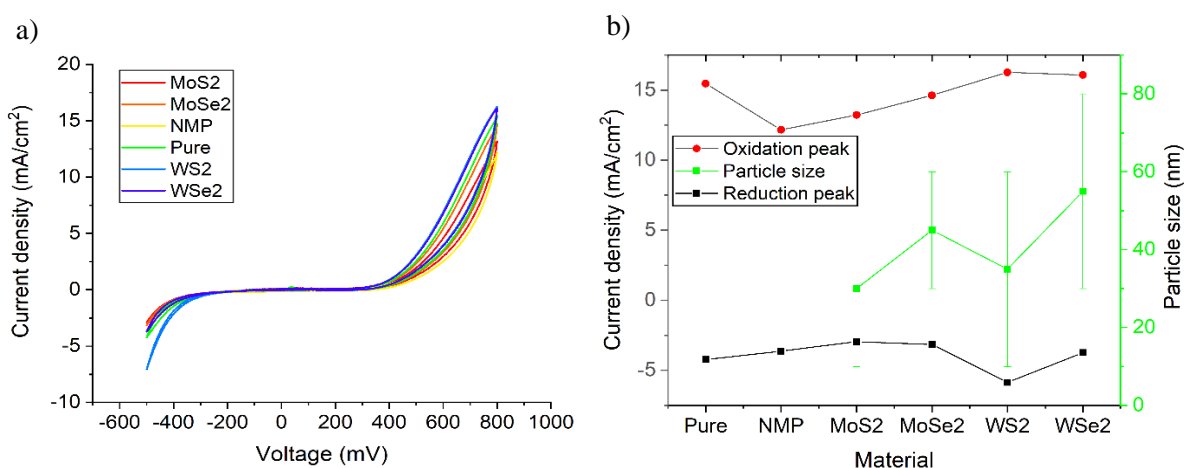 a)
20
15
10
5
0
-5
-10
Current density (mA/cm²)
MoS2
MoSe2
NMP
Pure
WS2
WSe2
-600
-400
-200
0
200
400
600
800
1000
Voltage (mV)
b)
15
10
5
0
-5
Current density (mA/cm²)
Oxidation peak
Particle size
Reduction peak
80
60
40
20
0
Particle size (nm)
Pure
NMP
MoS2
MoSe2
WS2
WSe2
Material